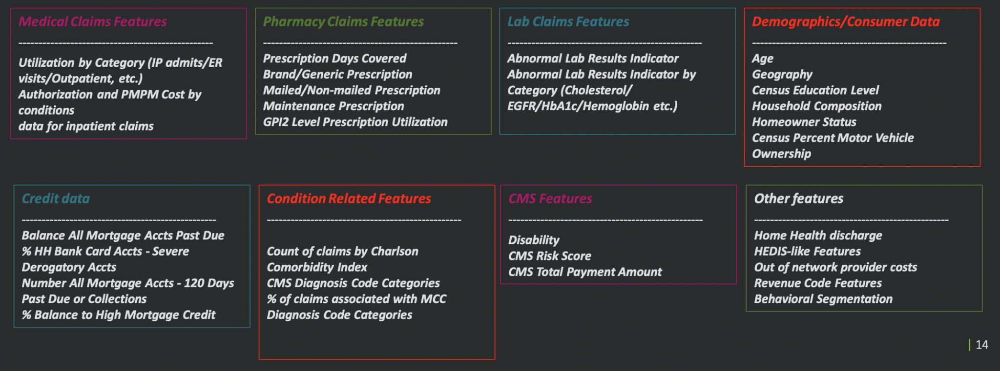 Medical Claims Features
-------------------------------------------------
Utilization by Category (IP admits/ER
visits/Outpatient, etc.)
Authorization and PMPM Cost by
conditions
data for inpatient claims
Pharmacy Claims Features
-------------------------------------------------
Prescription Days Covered
Brand/Generic Prescription
Mailed/Non-mailed Prescription
Maintenance Prescription
GPI2 Level Prescription Utilization
Lab Claims Features
-------------------------------------------------
Abnormal Lab Results Indicator
Abnormal Lab Results Indicator by
Category (Cholesterol/
EGFR/HbA1c/Hemoglobin etc.)
Demographics/Consumer Data
-------------------------------------------------
Age
Geography
Census Education Level
Household Composition
Homeowner Status
Census Percent Motor Vehicle
Ownership
Credit data
-------------------------------------------------
Balance All Mortgage Accts Past Due
% HH Bank Card Accts - Severe
Derogatory Accts
Number All Mortgage Accts - 120 Days
Past Due or Collections
% Balance to High Mortgage Credit
Condition Related Features
-------------------------------------------------
Count of claims by Charlson
Comorbidity Index
CMS Diagnosis Code Categories
% of claims associated with MCC
Diagnosis Code Categories
CMS Features
-------------------------------------------------
Disability
CMS Risk Score
CMS Total Payment Amount
Other features
-------------------------------------------------
Home Health discharge
HEDIS-like Features
Out of network provider costs
Revenue Code Features
Behavioral Segmentation
| 14